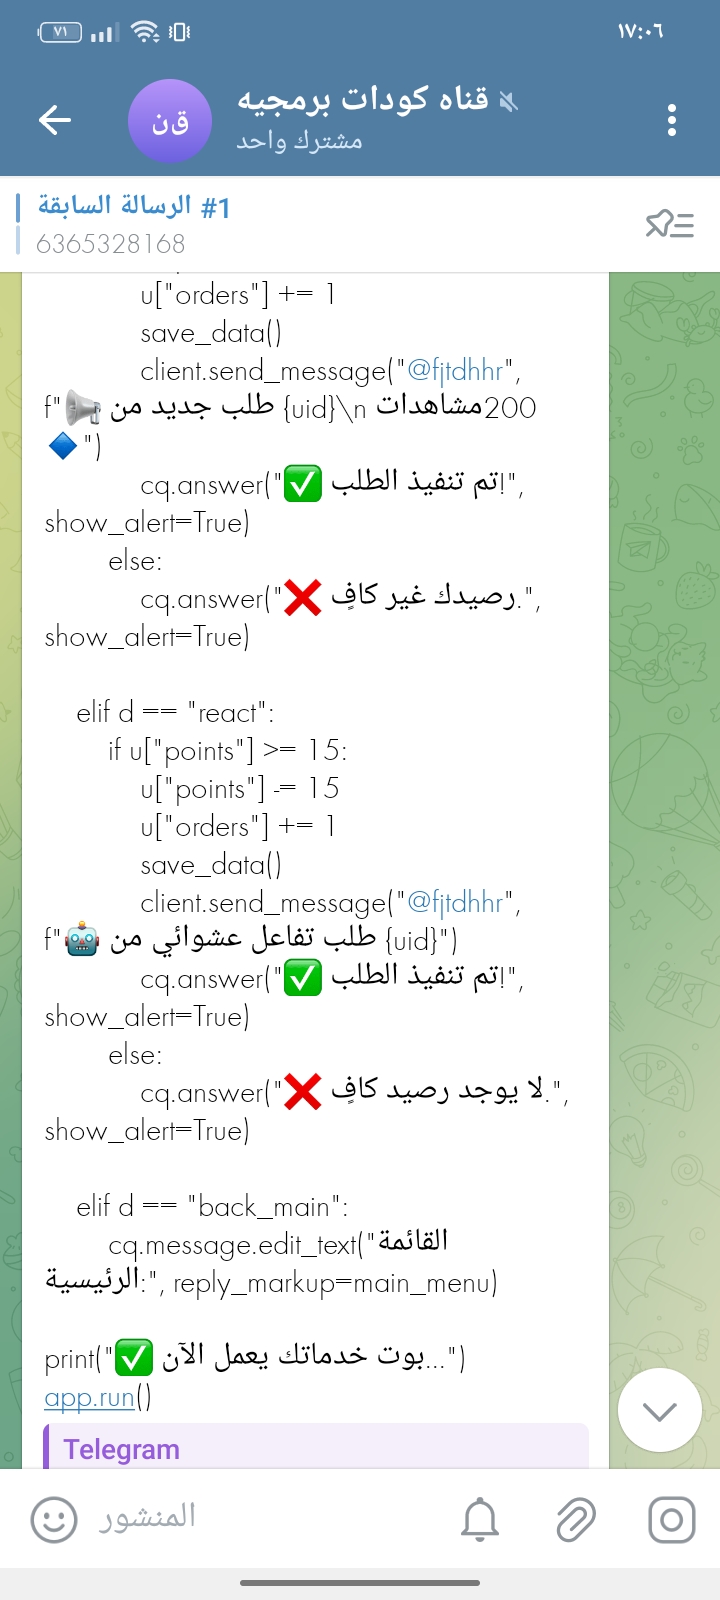 ٧١
١٧:٠٦
قن
قناه كودات برمجيه
مشترك واحد
الرسالة السابقة #1
6365328168
u["orders"] += 1
save_data()
client.send_message("@fjtdhhr",
f"📢 طلب جديد من {uid}\n مشاهدات200
🔷")
cq.answer("✅ تم تنفيذ الطلب!",
show_alert=True)
else:
cq.answer("❌ رصيدك غير كافٍ.",
show_alert=True)
elif d == "react":
if u["points"] >= 15:
u["points"] -= 15
u["orders"] += 1
save_data()
client.send_message("@fjtdhhr",
f"🤖 طلب تفاعل عشوائي من {uid}")
cq.answer("✅ تم تنفيذ الطلب!",
show_alert=True)
else:
cq.answer("❌ لا يوجد رصيد كافٍ.",
show_alert=True)
elif d == "back_main":
cq.message.edit_text("القائمة
الرئيسية:", reply_markup=main_menu)
print("✅ بوت خدماتك يعمل الآن...")
app.run()
Telegram
المنشور